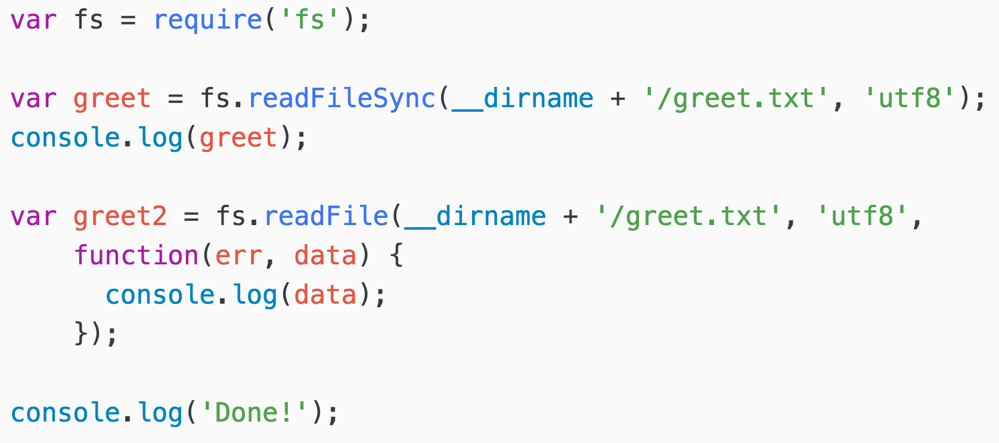 var fs = require('fs');
var greet = fs.readFileSync(__dirname + '/greet.txt', 'utf8');
console.log(greet);
var greet2 = fs.readFile(__dirname + '/greet.txt', 'utf8',
    function(err, data) {
      console.log(data);
    });
console.log('Done!');